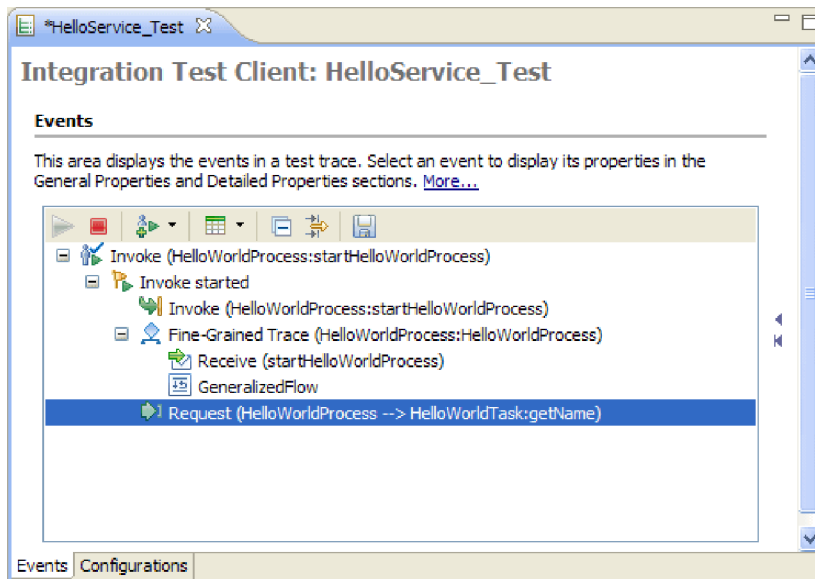 *HelloService_Test
Integration Test Client: HelloService_Test
Events
This area displays the events in a test trace. Select an event to display its properties in the
General Properties and Detailed Properties sections. More...
Invoke (HelloWorldProcess:startHelloWorldProcess)
Invoke started
Invoke (HelloWorldProcess:startHelloWorldProcess)
Fine-Grained Trace (HelloWorldProcess:HelloWorldProcess)
Receive (startHelloWorldProcess)
GeneralizedFlow
Request (HelloWorldProcess --> HelloWorldTask:getName)
Events Configurations